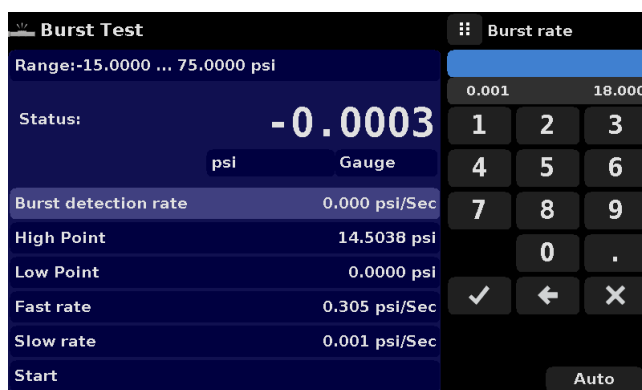 Burst Test
Range:-15.0000 ... 75.0000 psi
Status:
-0.0003
psi Gauge
Burst detection rate 0.000 psi/Sec
High Point 14.5038 psi
Low Point 0.0000 psi
Fast rate 0.305 psi/Sec
Slow rate 0.001 psi/Sec
Start
Burst rate
0.001 18.000
1 2 3
4 5 6
7 8 9
0 .
Auto